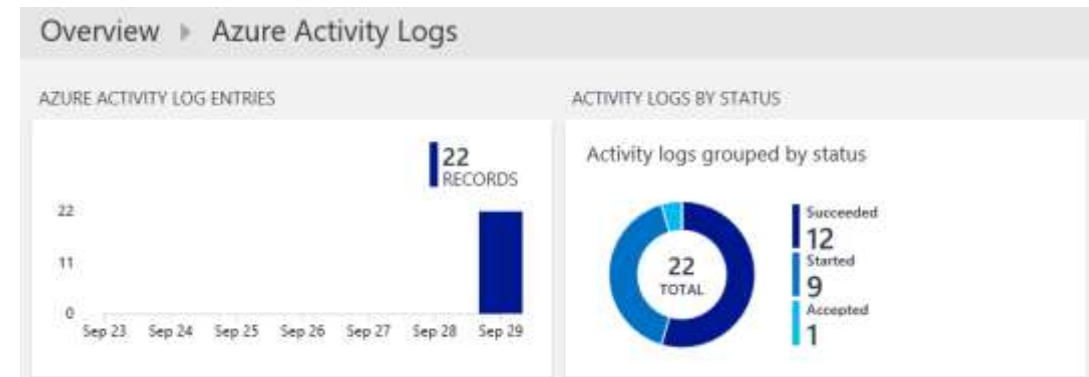 Overview Azure Activity Logs
AZURE ACTIVITY LOG ENTRIES
22
RECORDS
22
11
0
Sep 23 Sep 24 Sep 25 Sep 26 Sep 27 Sep 28 Sep 29
ACTIVITY LOGS BY STATUS
Activity logs grouped by status
22
TOTAL
Succeeded
12
Started
9
Accepted
1